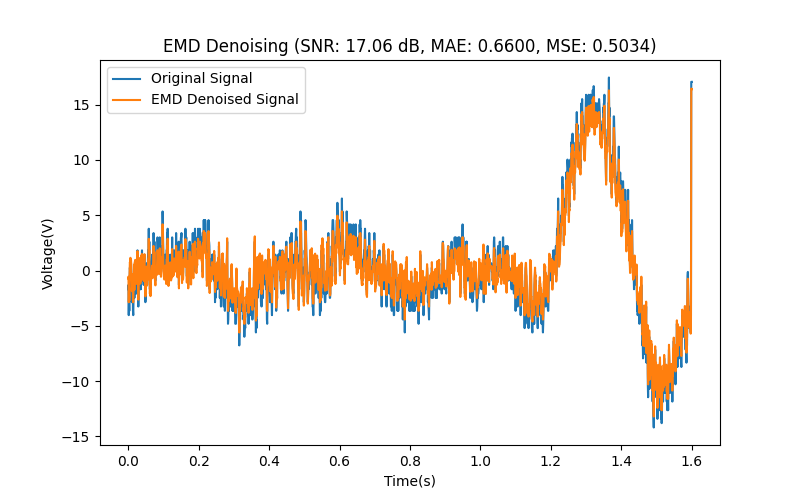 EMD Denoising (SNR: 17.06 dB, MAE: 0.6600, MSE: 0.5034)
Original Signal
EMD Denoised Signal
Voltage(V)
15
10
5
0
−5
−10
−15
0.0 0.2 0.4 0.6 0.8 1.0 1.2 1.4 1.6
Time(s)